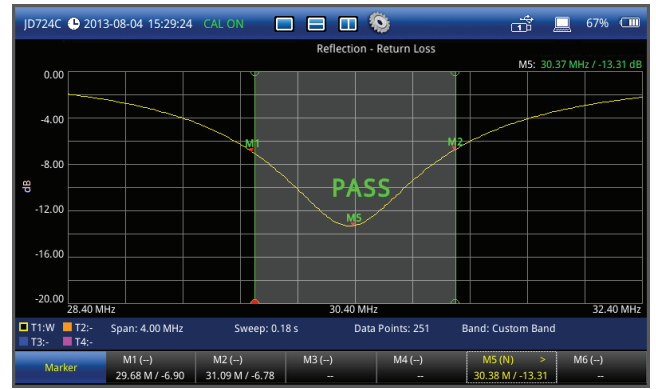 JD724C 2013-08-04 15:29:24 CAL ON 67%
Reflection - Return Loss
M5: 30.37 MHz / -13.31 dB
0.00
-4.00
M1 M2
-8.00
dB
PASS
-12.00
M5
-16.00
-20.00
28.40 MHz 30.40 MHz 32.40 MHz
T1:W T2:- Span: 4.00 MHz Sweep: 0.18 s Data Points: 251 Band: Custom Band
T3:- T4:-
Marker M1 (--) M2 (--) M3 (--) M4 (--) M5 (N) > M6 (--)
29.68 M / -6.90 31.09 M / -6.78 -- -- 30.38 M / -13.31 --